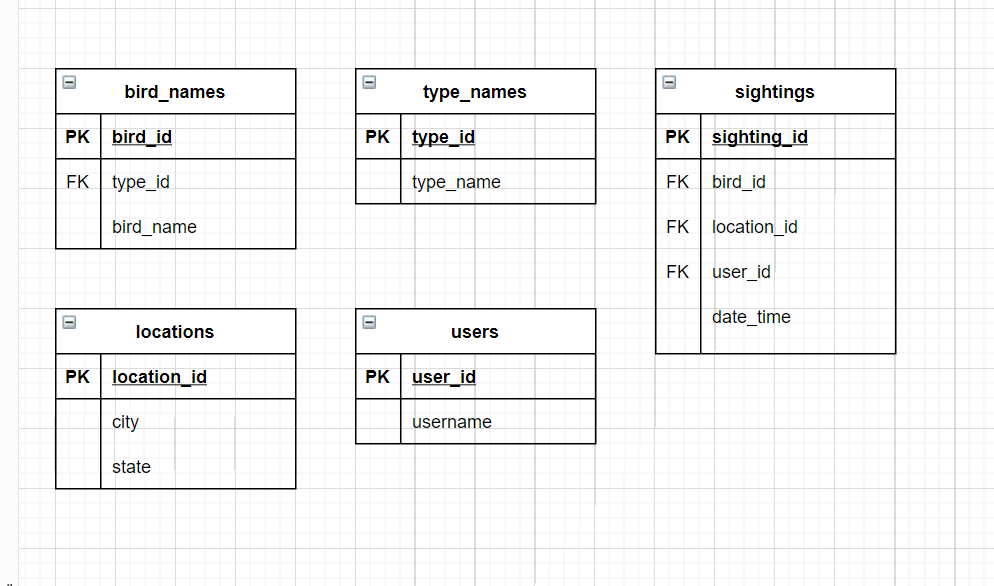 bird_names
PK bird_id
FK type_id
bird_name
type_names
PK type_id
type_name
sightings
PK sighting_id
FK bird_id
FK location_id
FK user_id
date_time
locations
PK location_id
city
state
users
PK user_id
username